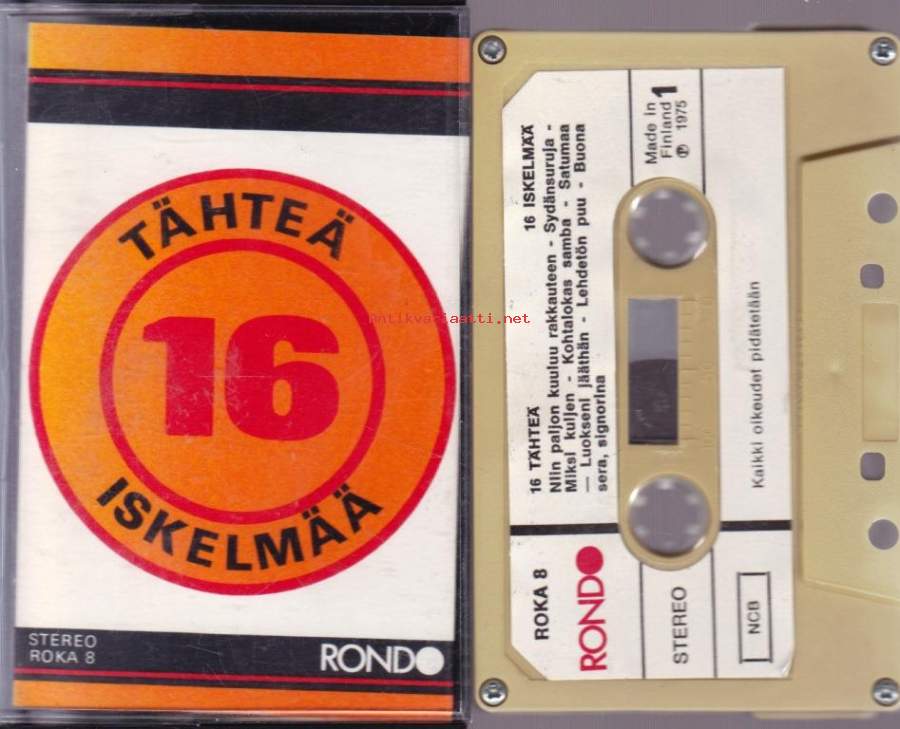 TÄHTEÄ
16
ISKELMÄÄ
STEREO
ROKA 8
RONDO
Antikvariaatti.net
16 TÄHTEÄ 16 ISKELMÄÄ
Niin paljon kuuluu rakkauteen - Sydänsuruja -
Miksi kuljen - Kohtalokas samba - Satumaa
— Luokseni jääthän - Lehdetön puu - Buona
sera, signorina
Made in
Finland 1
℗ 1975
Kaikki oikeudet pidätetään
ROKA 8
RONDO
STEREO
NCB